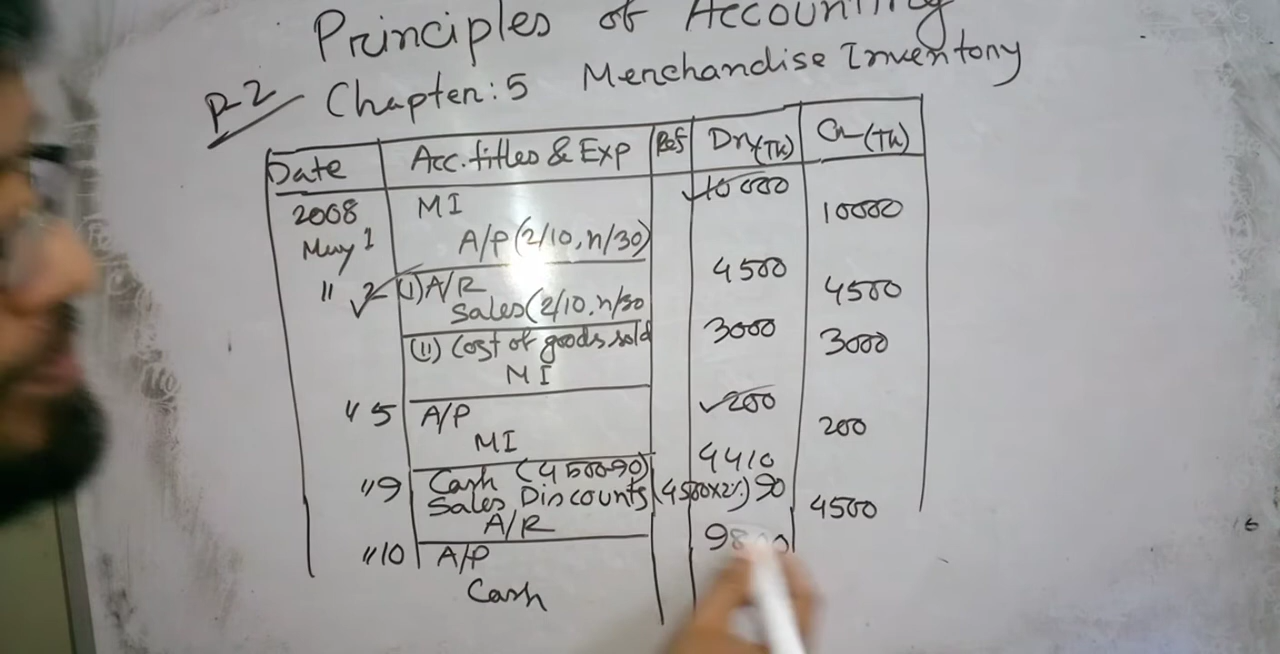 Principles of Accounting
P-2 Chapter: 5 Merchandise Inventory
Date Acc. titles & Exp Ref Dr (Tk) Cr (Tk)
2008 MI 10000
May 1 A/P (2/10, n/30) 10000
" 2 (i) A/R 4500
Sales (2/10, n/30 4500
(ii) Cost of goods sold 3000
MI 3000
" 5 A/P 200
MI 200
" 9 Cash (4500-90) 4410
Sales Discounts (4500x2%) 90
A/R 4500
" 10 A/P
Cash